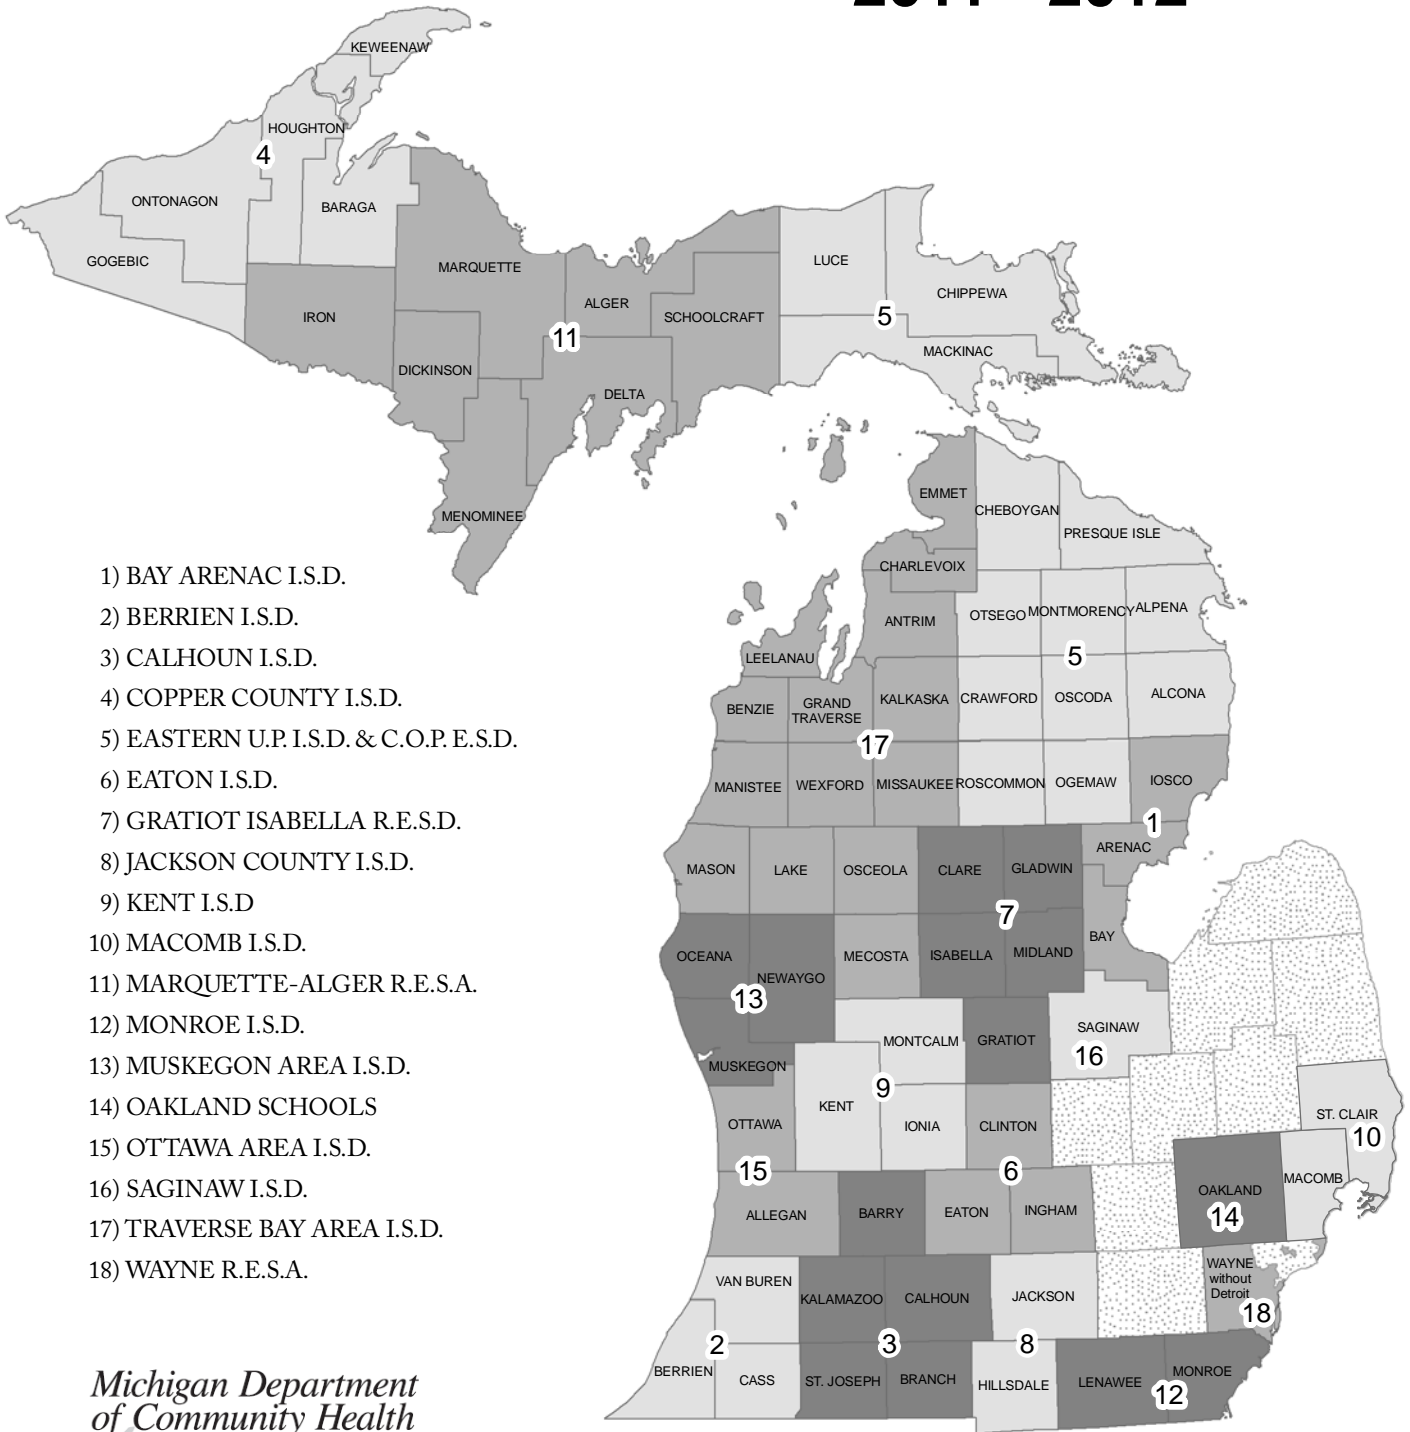 2011 - 2012
KEWEENAW
HOUGHTON
4
ONTONAGON
BARAGA
GOGEBIC
MARQUETTE
LUCE
CHIPPEWA
ALGER
IRON
SCHOOLCRAFT
5
11
MACKINAC
DICKINSON
DELTA
MENOMINEE
EMMET
CHEBOYGAN
PRESQUE ISLE
CHARLEVOIX
ANTRIM
OTSEGO
MONTMORENCY
ALPENA
5
LEELANAU
BENZIE
GRAND
TRAVERSE
KALKASKA
CRAWFORD
OSCODA
ALCONA
17
MANISTEE
WEXFORD
MISSAUKEE
ROSCOMMON
OGEMAW
IOSCO
1
ARENAC
MASON
LAKE
OSCEOLA
CLARE
GLADWIN
7
BAY
OCEANA
NEWAYGO
MECOSTA
ISABELLA
MIDLAND
13
MONTCALM
GRATIOT
SAGINAW
16
MUSKEGON
9
KENT
OTTAWA
IONIA
CLINTON
ST. CLAIR
10
15
6
MACOMB
OAKLAND
14
ALLEGAN
BARRY
EATON
INGHAM
WAYNE
without
Detroit
18
VAN BUREN
KALAMAZOO
CALHOUN
JACKSON
2
3
8
BERRIEN
CASS
ST. JOSEPH
BRANCH
HILLSDALE
LENAWEE
MONROE
12
1) BAY ARENAC I.S.D.
2) BERRIEN I.S.D.
3) CALHOUN I.S.D.
4) COPPER COUNTY I.S.D.
5) EASTERN U.P. I.S.D. & C.O.P. E.S.D.
6) EATON I.S.D.
7) GRATIOT ISABELLA R.E.S.D.
8) JACKSON COUNTY I.S.D.
9) KENT I.S.D
10) MACOMB I.S.D.
11) MARQUETTE-ALGER R.E.S.A.
12) MONROE I.S.D.
13) MUSKEGON AREA I.S.D.
14) OAKLAND SCHOOLS
15) OTTAWA AREA I.S.D.
16) SAGINAW I.S.D.
17) TRAVERSE BAY AREA I.S.D.
18) WAYNE R.E.S.A.
Michigan Department
of Community Health